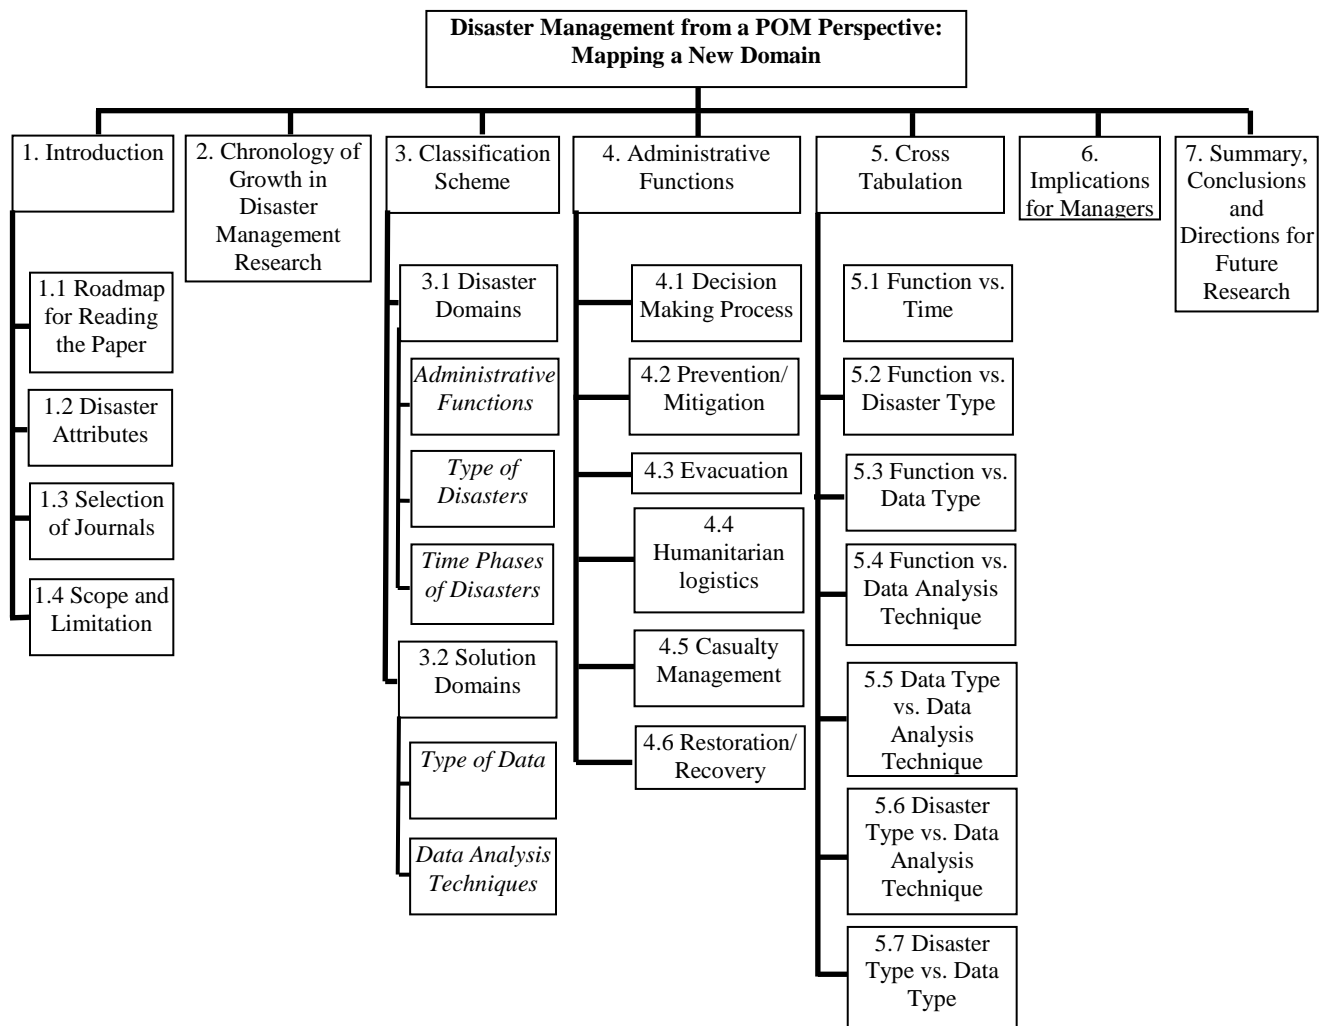 Disaster Management from a POM Perspective:
Mapping a New Domain
1. Introduction
2. Chronology of
Growth in
Disaster
Management
Research
3. Classification
Scheme
4. Administrative
Functions
5. Cross
Tabulation
6.
Implications
for Managers
7. Summary,
Conclusions
and
Directions for
Future
Research
1.1 Roadmap
for Reading
the Paper
1.2 Disaster
Attributes
1.3 Selection
of Journals
1.4 Scope and
Limitation
3.1 Disaster
Domains
Administrative
Functions
Type of
Disasters
Time Phases
of Disasters
3.2 Solution
Domains
Type of Data
Data Analysis
Techniques
4.1 Decision
Making Process
4.2 Prevention/
Mitigation
4.3 Evacuation
4.4
Humanitarian
logistics
4.5 Casualty
Management
4.6 Restoration/
Recovery
5.1 Function vs.
Time
5.2 Function vs.
Disaster Type
5.3 Function vs.
Data Type
5.4 Function vs.
Data Analysis
Technique
5.5 Data Type
vs. Data
Analysis
Technique
5.6 Disaster
Type vs. Data
Analysis
Technique
5.7 Disaster
Type vs. Data
Type